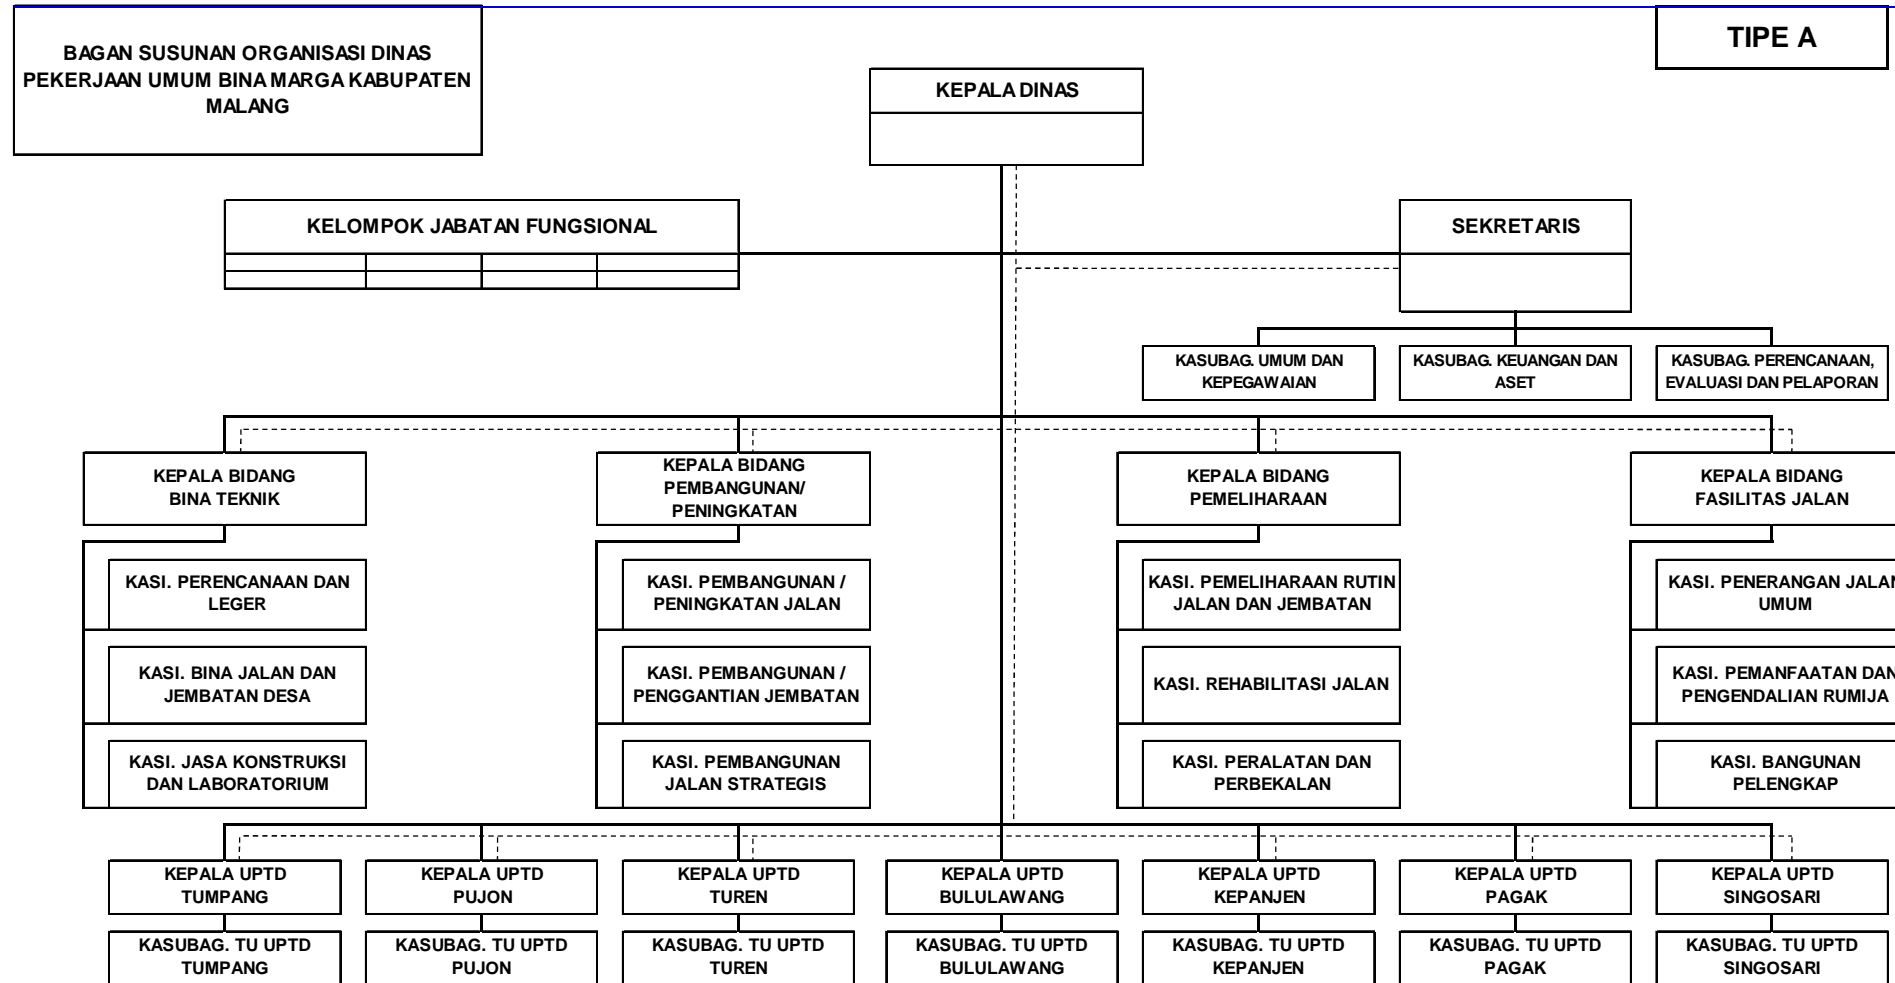 BAGAN SUSUNAN ORGANISASI DINAS
PEKERJAAN UMUM BINA MARGA KABUPATEN
MALANG
TIPE A
KEPALA DINAS
KELOMPOK JABATAN FUNGSIONAL
SEKRETARIS
KASUBAG. UMUM DAN
KEPEGAWAIAN
KASUBAG. KEUANGAN DAN
ASET
KASUBAG. PERENCANAAN,
EVALUASI DAN PELAPORAN
KEPALA BIDANG
BINA TEKNIK
KEPALA BIDANG
PEMBANGUNAN/
PENINGKATAN
KEPALA BIDANG
PEMELIHARAAN
KEPALA BIDANG
FASILITAS JALAN
KASI. PERENCANAAN DAN
LEGER
KASI. PEMBANGUNAN /
PENINGKATAN JALAN
KASI. PEMELIHARAAN RUTIN
JALAN DAN JEMBATAN
KASI. PENERANGAN JALAN
UMUM
KASI. BINA JALAN DAN
JEMBATAN DESA
KASI. PEMBANGUNAN /
PENGGANTIAN JEMBATAN
KASI. REHABILITASI JALAN
KASI. PEMANFAATAN DAN
PENGENDALIAN RUMIJA
KASI. JASA KONSTRUKSI
DAN LABORATORIUM
KASI. PEMBANGUNAN
JALAN STRATEGIS
KASI. PERALATAN DAN
PERBEKALAN
KASI. BANGUNAN
PELENGKAP
KEPALA UPTD
TUMPANG
KEPALA UPTD
PUJON
KEPALA UPTD
TUREN
KEPALA UPTD
BULULAWANG
KEPALA UPTD
KEPANJEN
KEPALA UPTD
PAGAK
KEPALA UPTD
SINGOSARI
KASUBAG. TU UPTD
TUMPANG
KASUBAG. TU UPTD
PUJON
KASUBAG. TU UPTD
TUREN
KASUBAG. TU UPTD
BULULAWANG
KASUBAG. TU UPTD
KEPANJEN
KASUBAG. TU UPTD
PAGAK
KASUBAG. TU UPTD
SINGOSARI